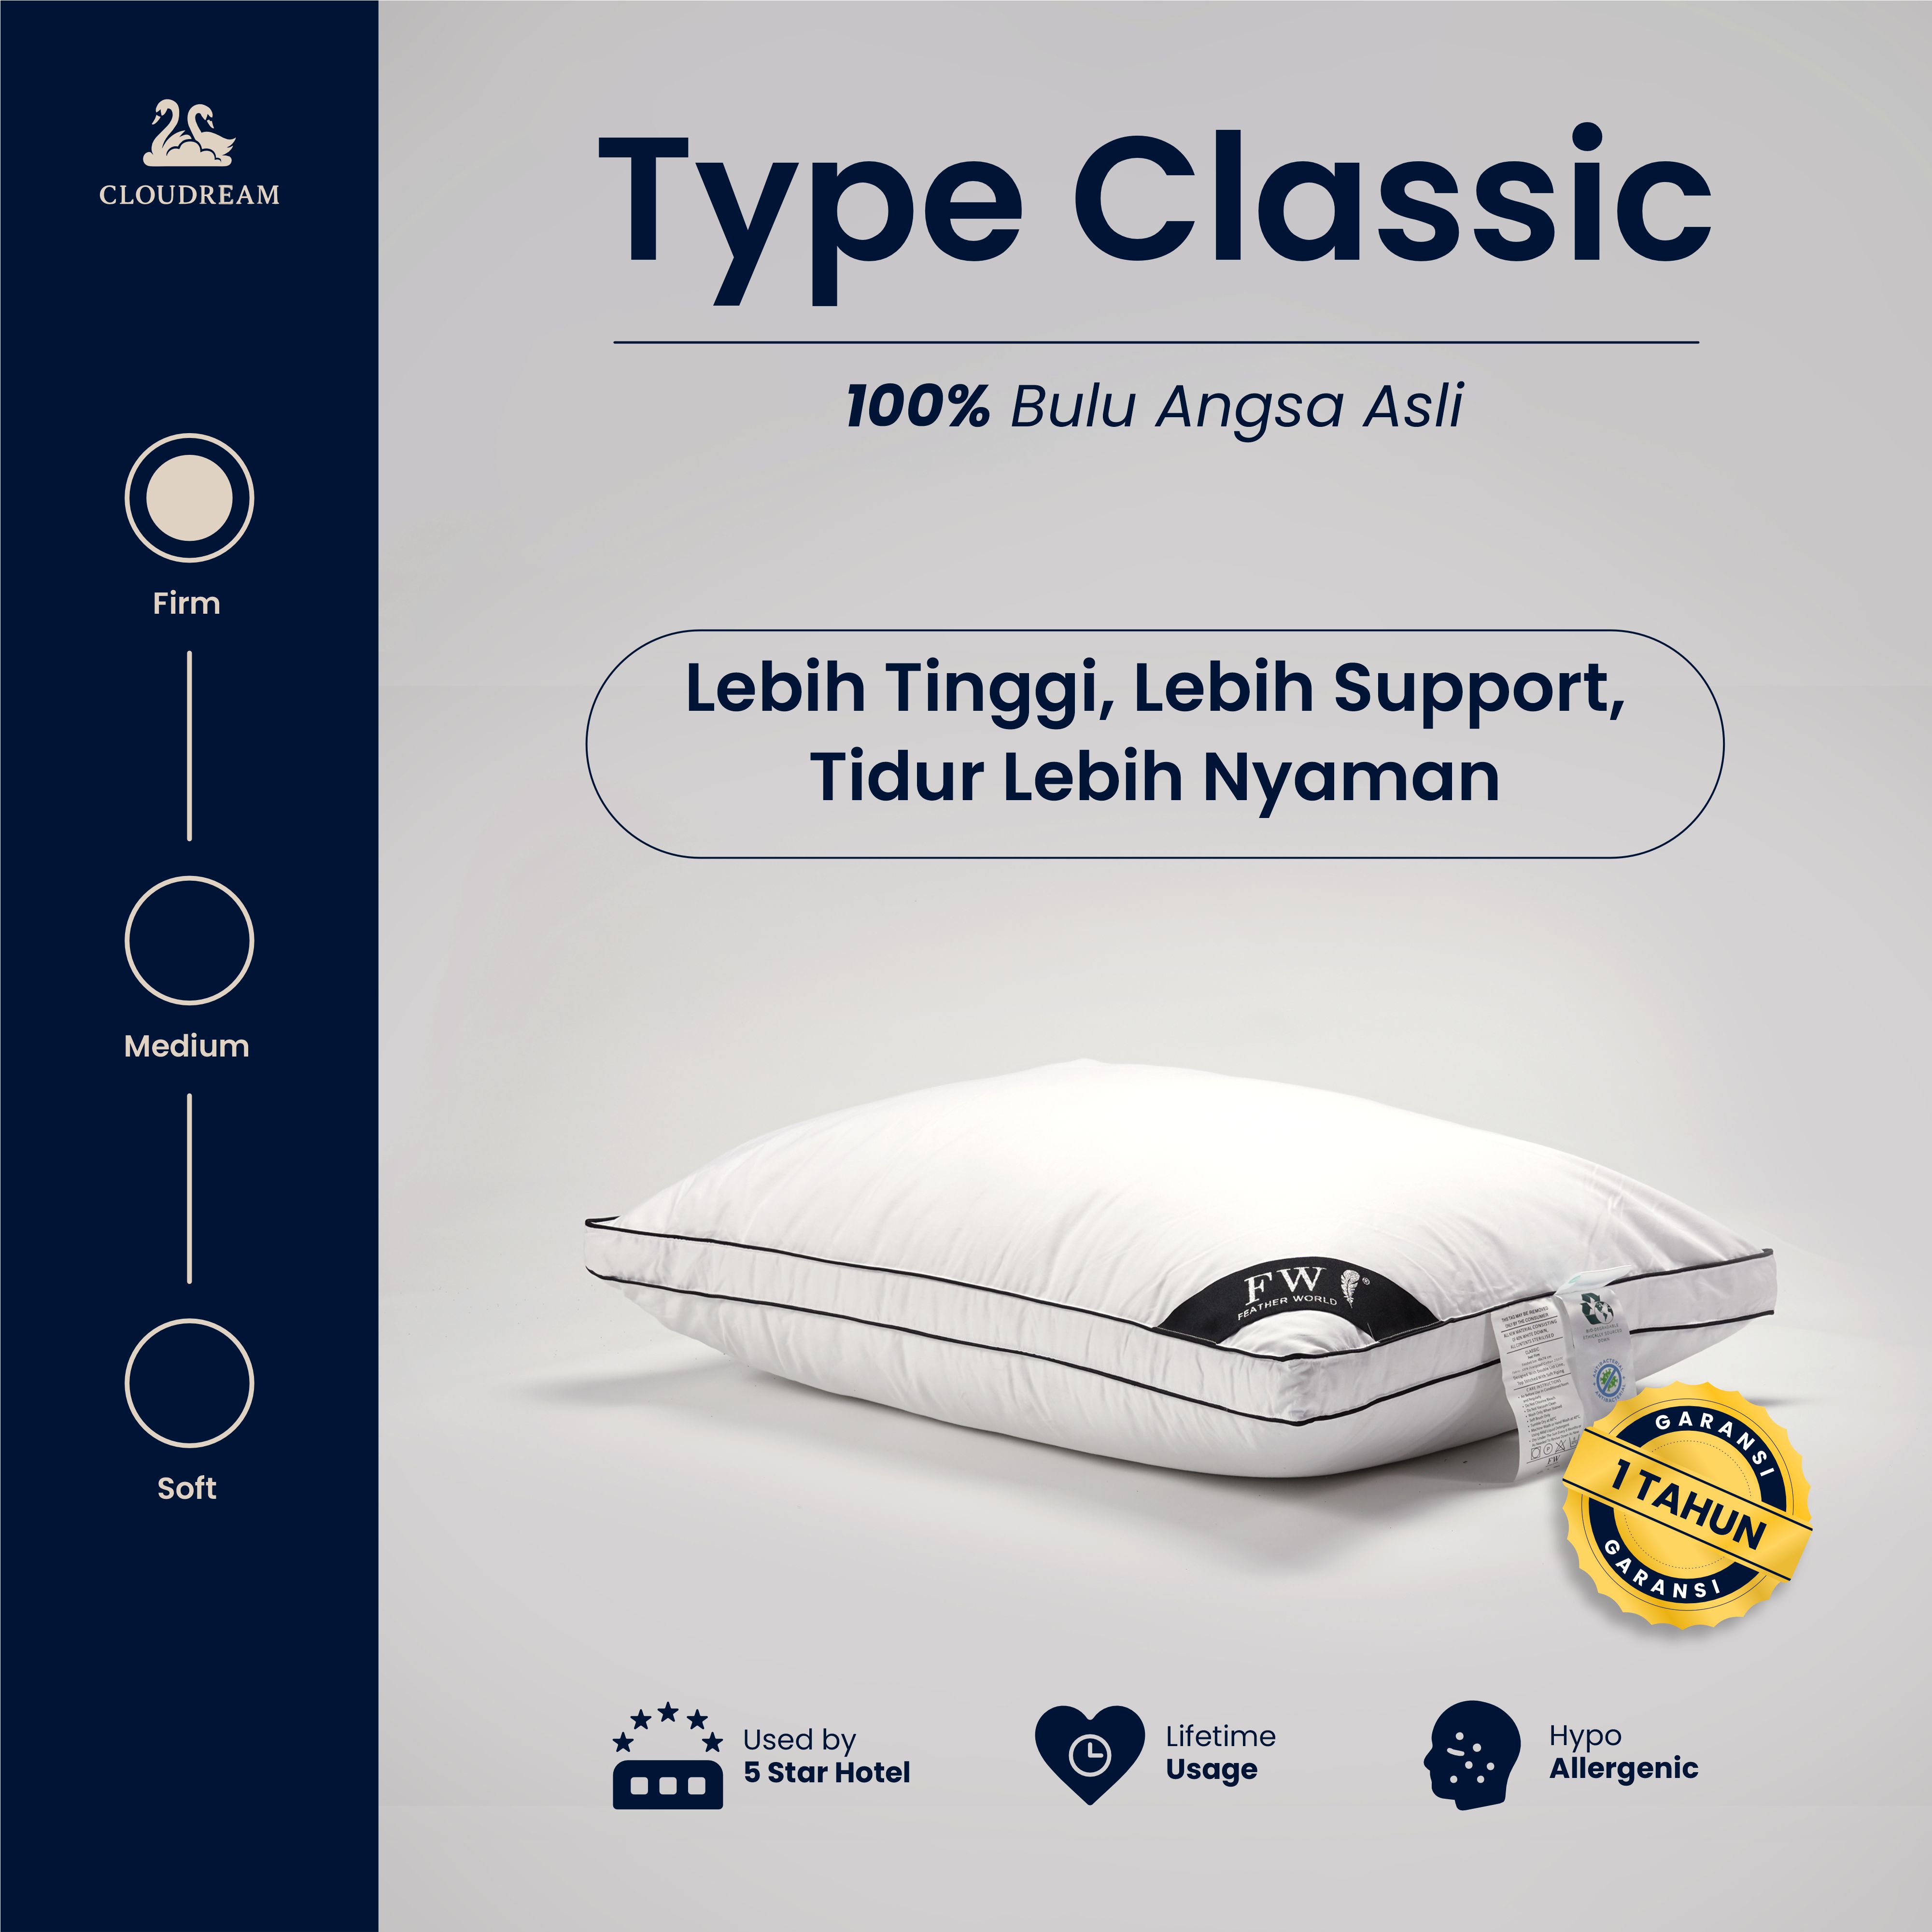 CLOUDREAM
Firm
Medium
Soft
Type Classic
100% Bulu Angsa Asli
Lebih Tinggi, Lebih Support,
Tidur Lebih Nyaman
FW
FEATHER WORLD
®
GARANSI
1 TAHUN
GARANSI
Used by
5 Star Hotel
Lifetime
Usage
Hypo
Allergenic